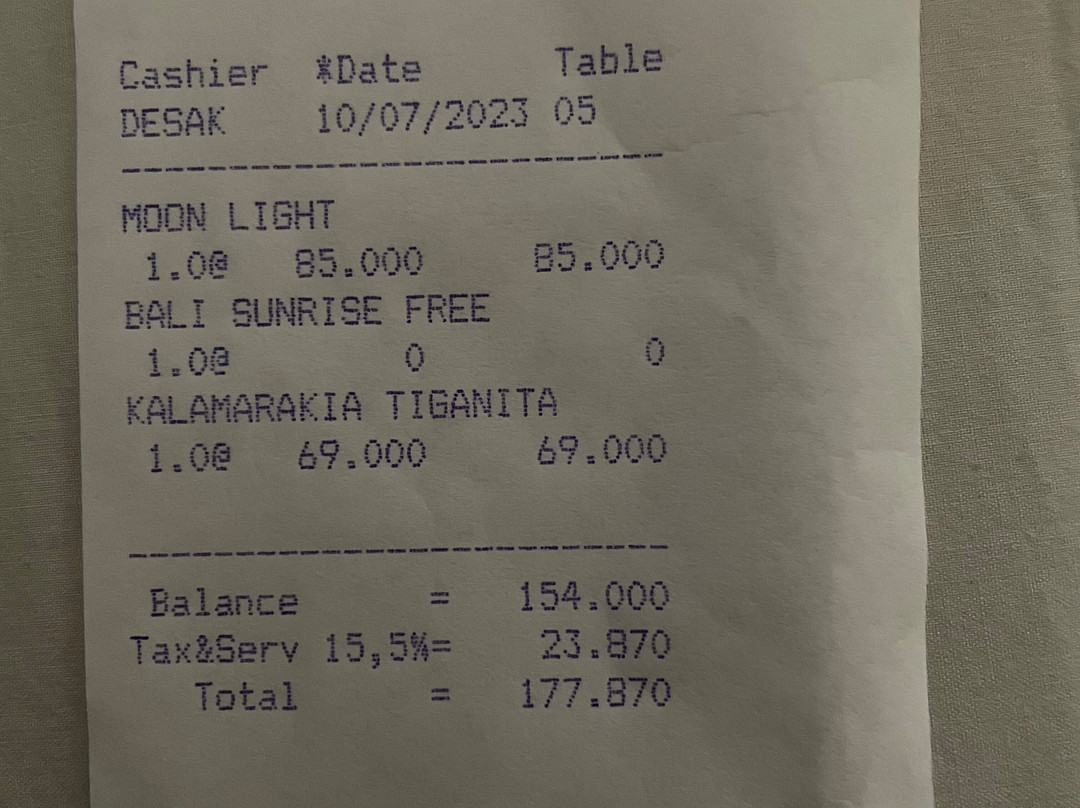 Cashier *Date Table
DESAK 10/07/2023 05
MOON LIGHT
1.0@ 85.000 85.000
BALI SUNRISE FREE
1.0@ 0 0
KALAMARAKIA TIGANITA
1.0@ 69.000 69.000
Balance = 154.000
Tax&Serv 15,5%= 23.870
Total = 177.870